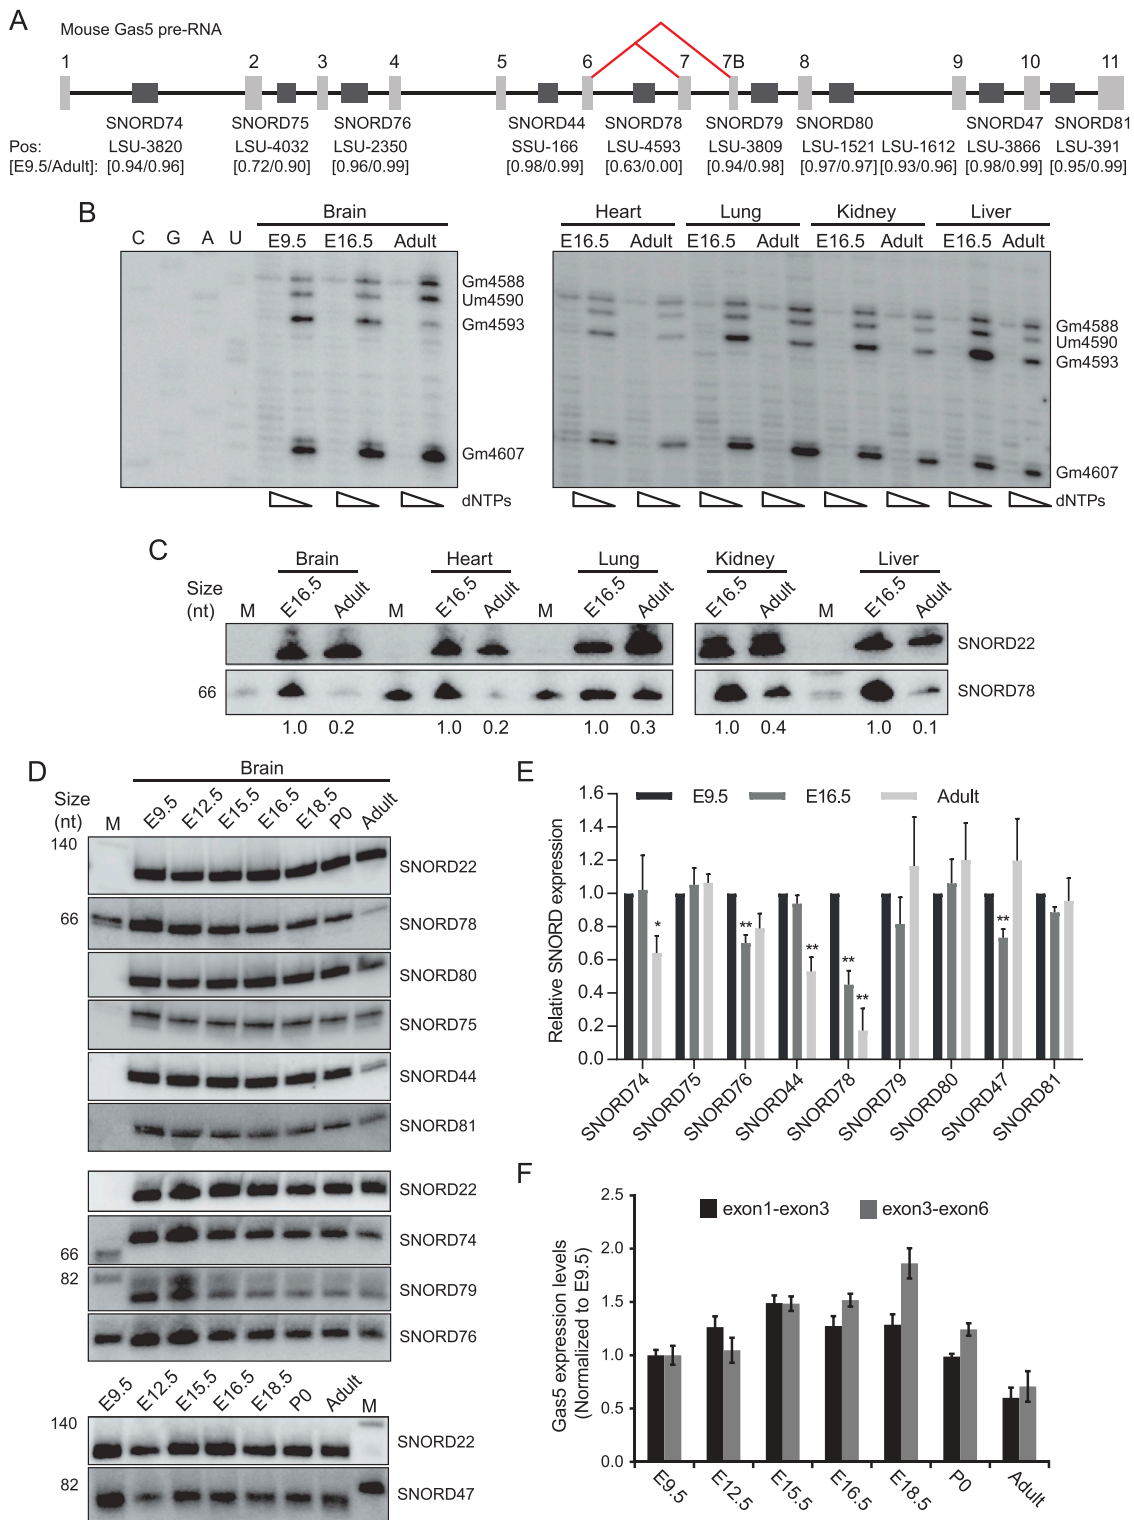 A
Mouse Gas5 pre-RNA
1 2 3 4 5 6 7 7B 8 9 10 11
SNORD74 SNORD75 SNORD76 SNORD44 SNORD78 SNORD79 SNORD80 SNORD47 SNORD81
Pos: LSU-3820 LSU-4032 LSU-2350 SSU-166 LSU-4593 LSU-3809 LSU-1521 LSU-1612 LSU-3866 LSU-391
[E9.5/Adult]: [0.94/0.96] [0.72/0.90] [0.96/0.99] [0.98/0.99] [0.63/0.00] [0.94/0.98] [0.97/0.97] [0.93/0.96] [0.98/0.99] [0.95/0.99]
B
Brain
C G A U E9.5 E16.5 Adult
Gm4588
Um4590
Gm4593
Gm4607
dNTPs
Heart Lung Kidney Liver
E16.5 Adult E16.5 Adult E16.5 Adult E16.5 Adult
Gm4588
Um4590
Gm4593
Gm4607
dNTPs
C
Brain Heart Lung Kidney Liver
Size
(nt)
M E16.5 Adult M E16.5 Adult M E16.5 Adult E16.5 Adult M E16.5 Adult
SNORD22
66 SNORD78
1.0 0.2 1.0 0.2 1.0 0.3 1.0 0.4 1.0 0.1
D
Brain
Size
(nt)
M E9.5 E12.5 E15.5 E16.5 E18.5 P0 Adult
140
SNORD22
66 SNORD78
SNORD80
SNORD75
SNORD44
SNORD81
SNORD22
SNORD74
66
82
SNORD79
SNORD76
E9.5 E12.5 E15.5 E16.5 E18.5 P0 Adult M
140
SNORD22
82
SNORD47
E
E9.5 E16.5 Adult
Relative SNORD expression
1.6
1.4
1.2
1.0
0.8
0.6
0.4
0.2
0.0
* ** ** ** ** **
SNORD74 SNORD75 SNORD76 SNORD44 SNORD78 SNORD79 SNORD80 SNORD47 SNORD81
F
exon1-exon3 exon3-exon6
Gas5 expression levels
(Normalized to E9.5)
2.5
2.0
1.5
1.0
0.5
0.0
E9.5 E12.5 E15.5 E16.5 E18.5 P0 Adult